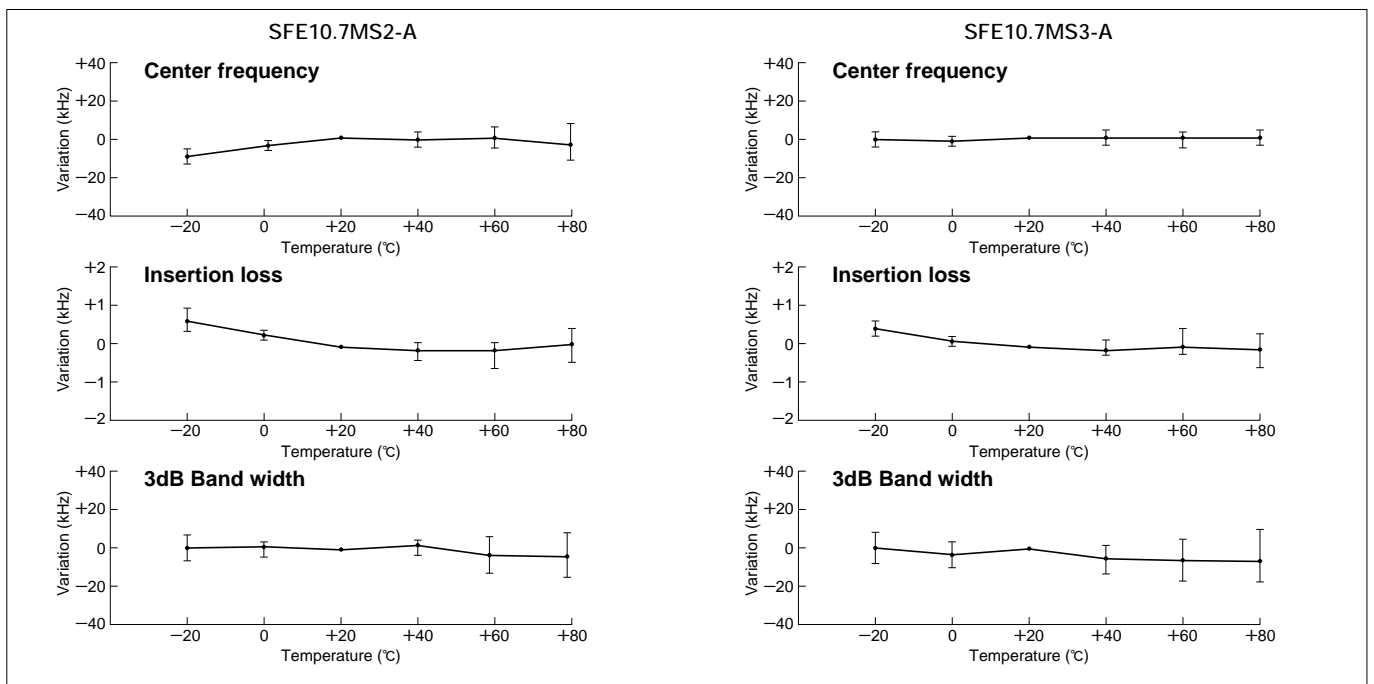 SFE10.7MS2-A
Center frequency
Variation (kHz)
+40
+20
0
−20
−40
−20 0 +20 +40 +60 +80
Temperature (℃)
Insertion loss
Variation (kHz)
+2
+1
0
−1
−2
−20 0 +20 +40 +60 +80
Temperature (℃)
3dB Band width
Variation (kHz)
+40
+20
0
−20
−40
−20 0 +20 +40 +60 +80
Temperature (℃)
SFE10.7MS3-A
Center frequency
Variation (kHz)
+40
+20
0
−20
−40
−20 0 +20 +40 +60 +80
Temperature (℃)
Insertion loss
Variation (kHz)
+2
+1
0
−1
−2
−20 0 +20 +40 +60 +80
Temperature (℃)
3dB Band width
Variation (kHz)
+40
+20
0
−20
−40
−20 0 +20 +40 +60 +80
Temperature (℃)